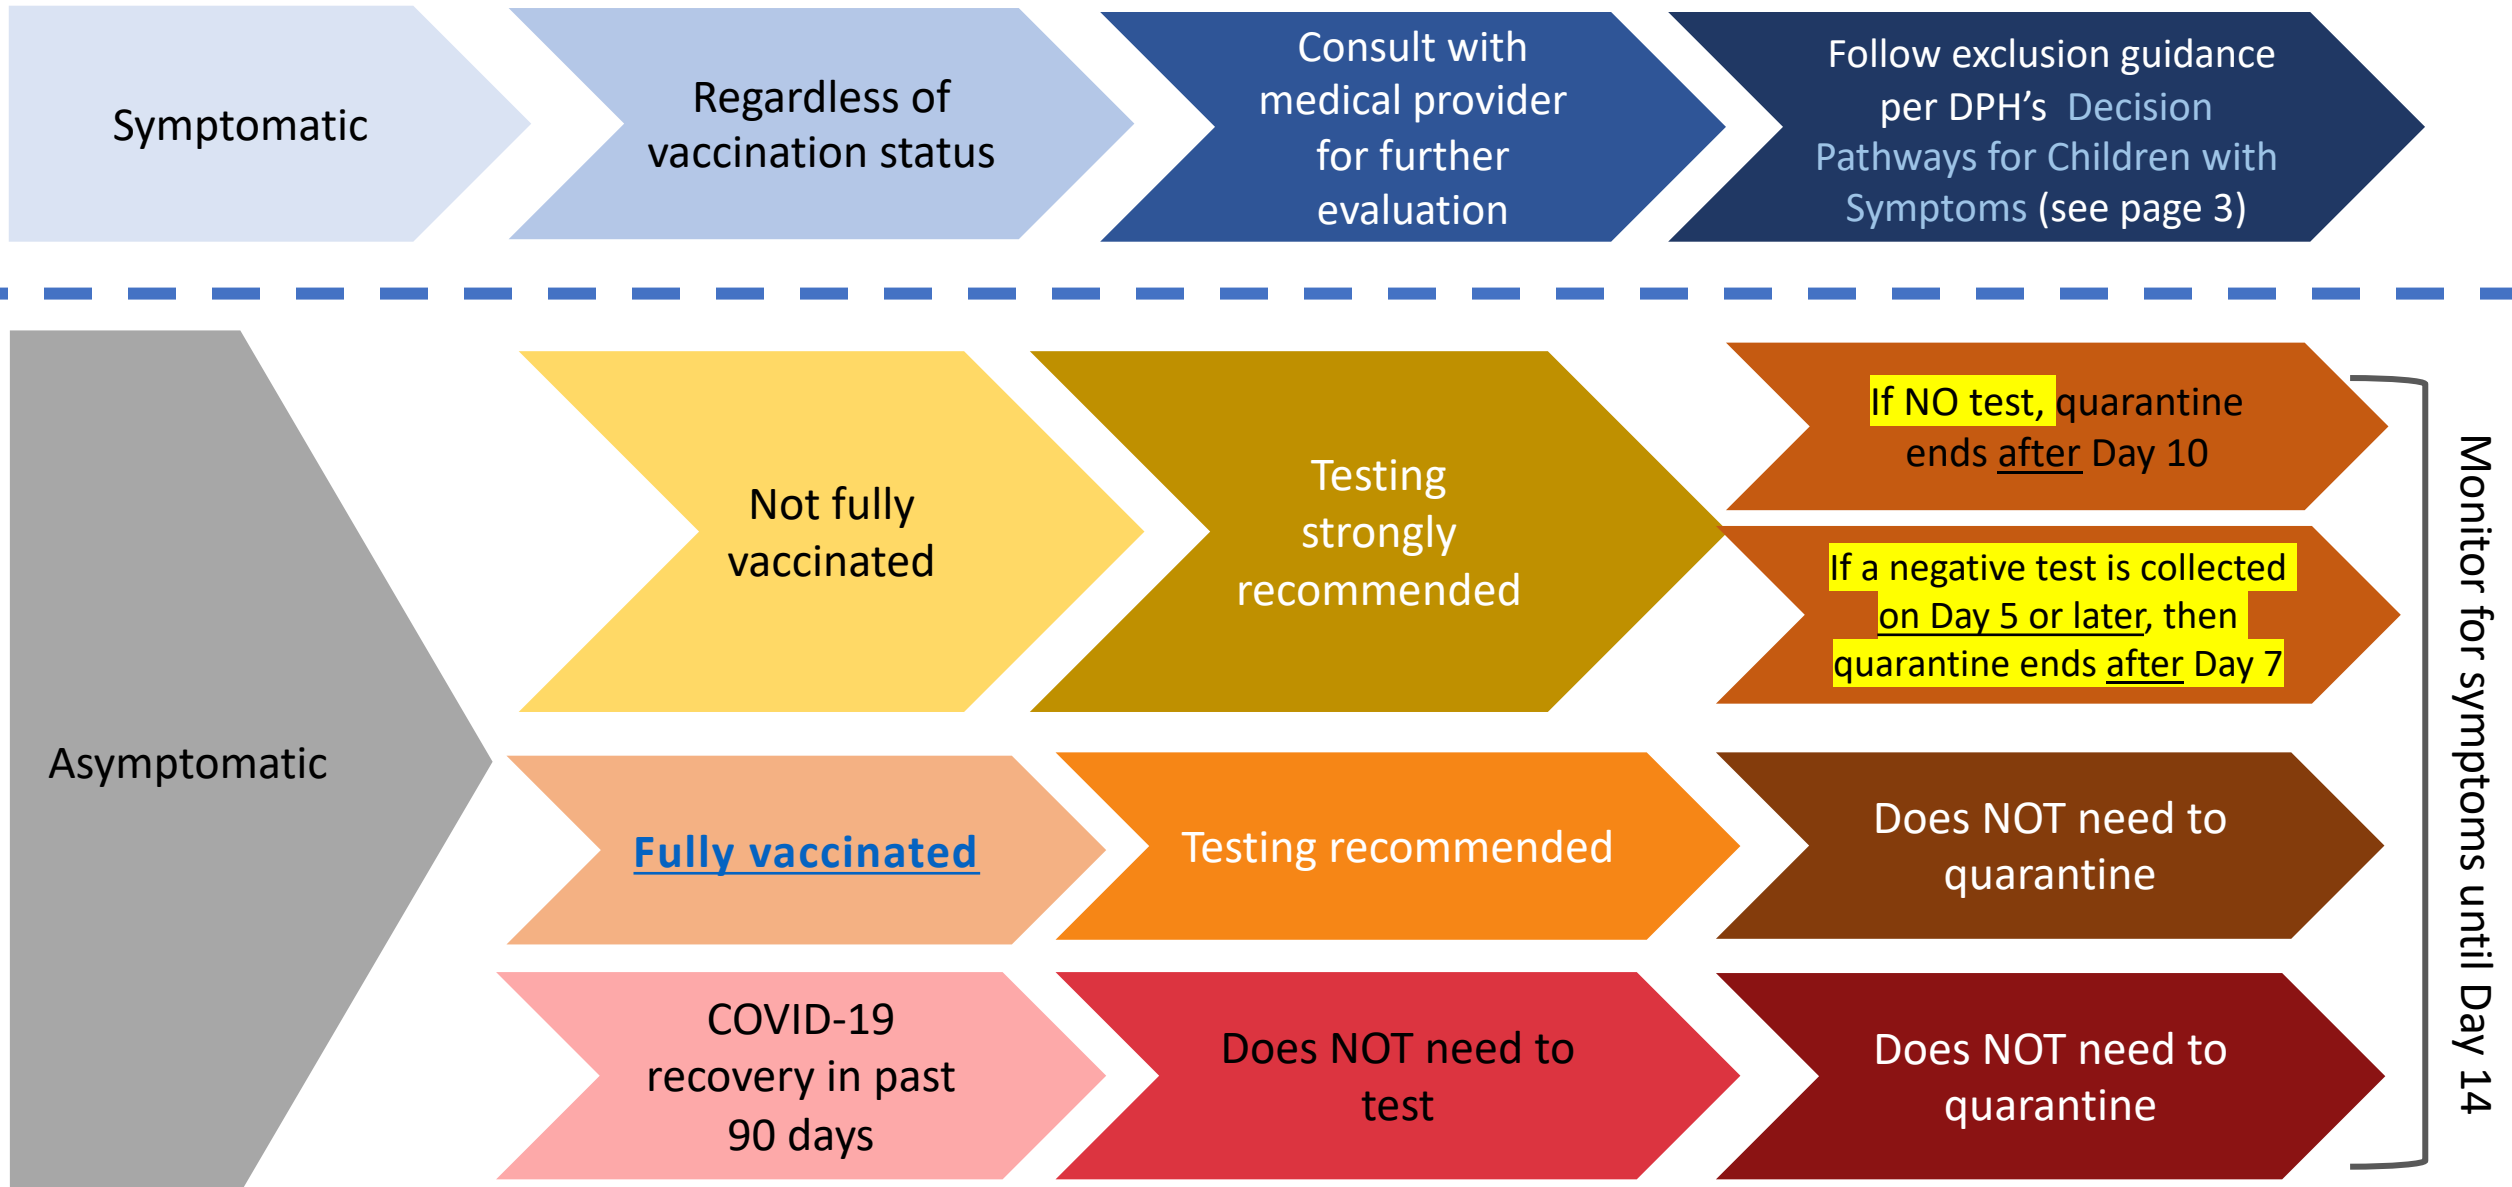 Symptomatic
Regardless of
vaccination status
Consult with
medical provider
for further
evaluation
Follow exclusion guidance
per DPH’s Decision
Pathways for Children with
Symptoms (see page 3)
Asymptomatic
Not fully
vaccinated
Testing
strongly
recommended
If NO test, quarantine
ends after Day 10
If a negative test is collected
on Day 5 or later, then
quarantine ends after Day 7
Fully vaccinated
Testing recommended
Does NOT need to
quarantine
COVID-19
recovery in past
90 days
Does NOT need to
test
Does NOT need to
quarantine
Monitor for symptoms until Day 14